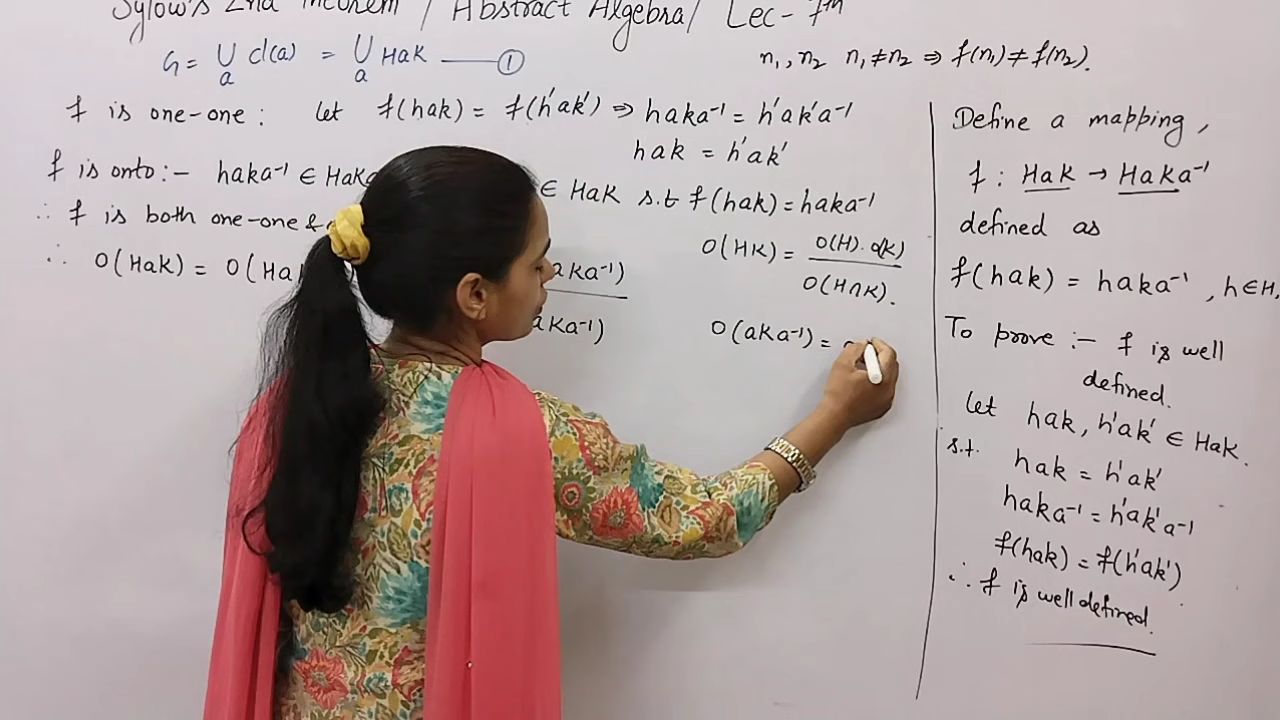 Sylow's 2nd Theorem / Abstract Algebra / Lec- 7th
G = ∪ₐ cl(a) = ∪ₐ HaK —— ①
n₁, n₂ n₁≠n₂ ⇒ f(n₁) ≠ f(n₂).
f is one-one : let f(hak) = f(h'ak') ⇒ haka⁻¹ = h'ak'a⁻¹
hak = h'ak'
f is onto :- haka⁻¹ ∈ HaKa
∈ HaK s.t f(hak) = haka⁻¹
∴ f is both one-one &
∴ O(HaK) = O(Ha
aKa⁻¹)
aKa⁻¹)
O(HK) = O(H). O(K)
O(H∩K).
O(aKa⁻¹) =
Define a mapping,
f : HaK → HaKa⁻¹
defined as
f(hak) = haka⁻¹, h∈H,
To prove :- f is well
defined.
let hak, h'ak' ∈ HaK.
s.t. hak = h'ak'
haka⁻¹ = h'ak'a⁻¹
f(hak) = f(h'ak')
∴ f is well defined.